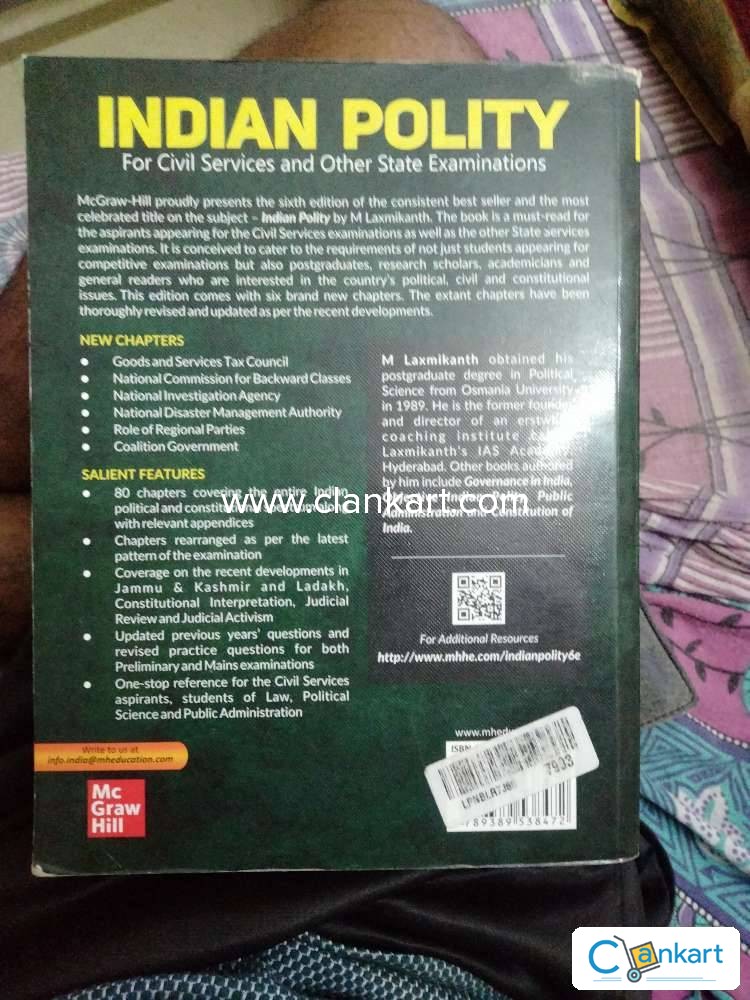 INDIAN POLITY
For Civil Services and Other State Examinations
McGraw-Hill proudly presents the sixth edition of the consistent best seller and the most
celebrated title on the subject – Indian Polity by M Laxmikanth. The book is a must-read for
the aspirants appearing for the Civil Services examinations as well as the other State Services
examinations. It is conceived to cater to the requirements of not just students appearing for
competitive examinations but also postgraduates, research scholars, academicians and
general readers who are interested in the country's political, civil and constitutional
issues. This edition comes with six brand new chapters. The extant chapters have been
thoroughly revised and updated as per the recent developments.
NEW CHAPTERS
• Goods and Services Tax Council
• National Commission for Backward Classes
• National Investigation Agency
• National Disaster Management Authority
• Role of Regional Parties
• Coalition Government
SALIENT FEATURES
• 80 chapters covering the entire Indian
political and
with relevant appendices
• Chapters rearranged as per the latest
pattern of the examination
• Coverage on the recent developments in
Jammu & Kashmir and Ladakh,
Constitutional Interpretation, Judicial
Review and Judicial Activism
• Updated previous years' questions and
revised practice questions for both
Preliminary and Mains examinations
• One-stop reference for the Civil Services
aspirants, students of Law, Political
Science and Public Administration
M Laxmikanth obtained his
postgraduate degree in Political
Science from Osmania University
in 1989. He is the former
and director of an
coaching institute
Laxmikanth's IAS
Hyderabad. Other books authored
by him include Governance in India,
Public
Administration and Constitution of
India.
www.clankart.com
For Additional Resources
http://www.mhhe.com/indianpolity6e
Write to us at
info.india@mheducation.com
Mc
Graw
Hill
ISBN
7933
789389 538472
Clankart